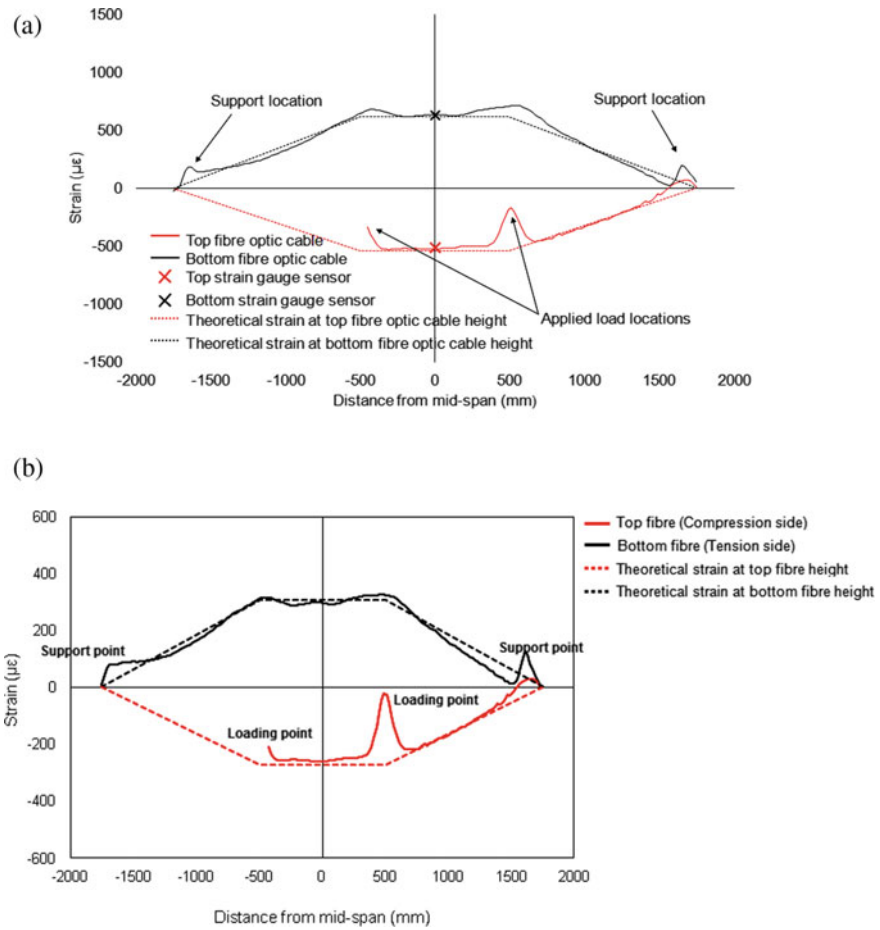 (a)
1500
1000
500
0
-500
-1000
-1500
Strain (µε)
Support location
Support location
Top fibre optic cable
Bottom fibre optic cable
Top strain gauge sensor
Bottom strain gauge sensor
Theoretical strain at top fibre optic cable height
Theoretical strain at bottom fibre optic cable height
Applied load locations
-2000 -1500 -1000 -500 0 500 1000 1500 2000
Distance from mid-span (mm)
(b)
600
400
200
0
-200
-400
-600
Strain (µε)
Support point
Support point
Loading point
Loading point
Top fibre (Compression side)
Bottom fibre (Tension side)
Theoretical strain at top fibre height
Theoretical strain at bottom fibre height
-2000 -1500 -1000 -500 0 500 1000 1500 2000
Distance from mid-span (mm)